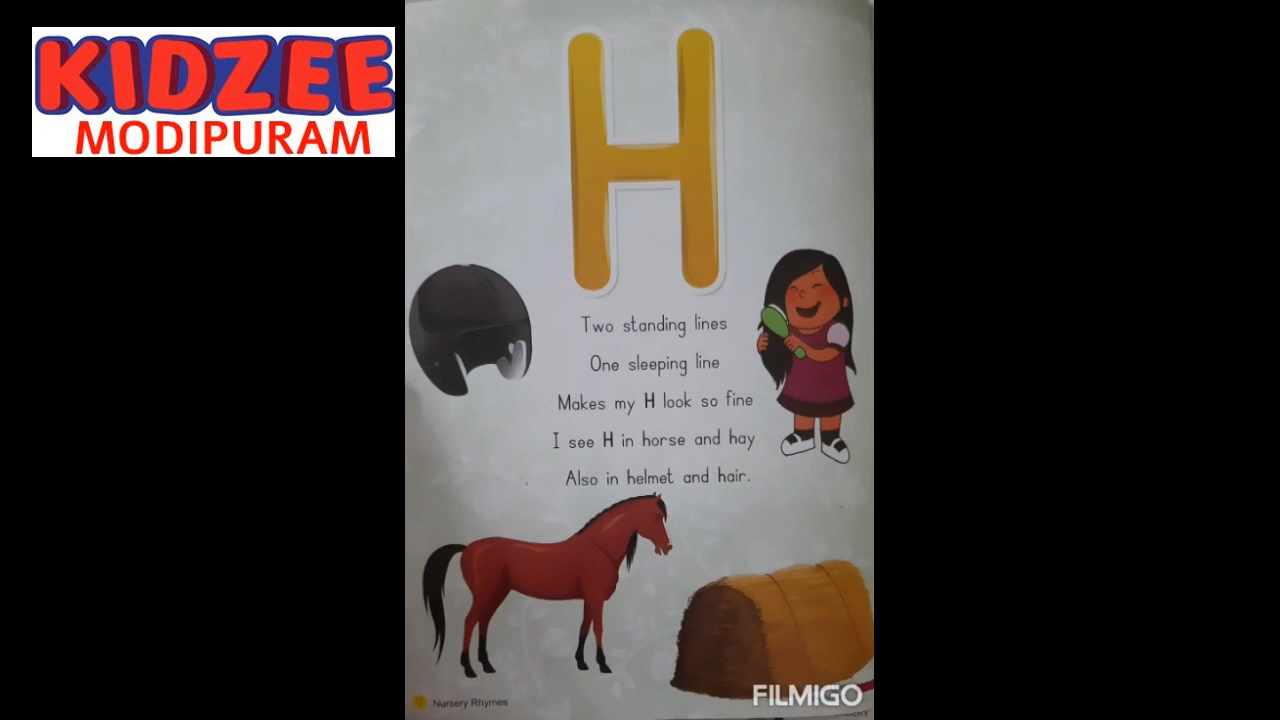 KIDZEE
MODIPURAM
H
Two standing lines
One sleeping line
Makes my H look so fine
I see H in horse and hay
Also in helmet and hair.
Nursery Rhymes
FILMIGO